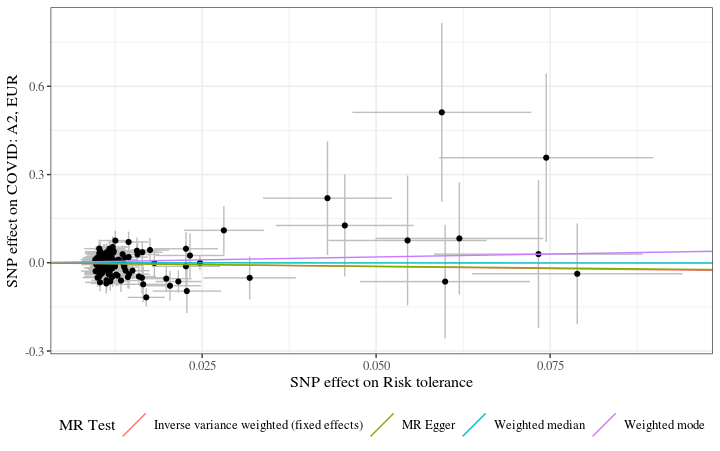 SNP effect on COVID: A2, EUR
0.6
0.3
0.0
-0.3
0.025
0.050
0.075
SNP effect on Risk tolerance
MR Test
Inverse variance weighted (fixed effects)
MR Egger
Weighted median
Weighted mode